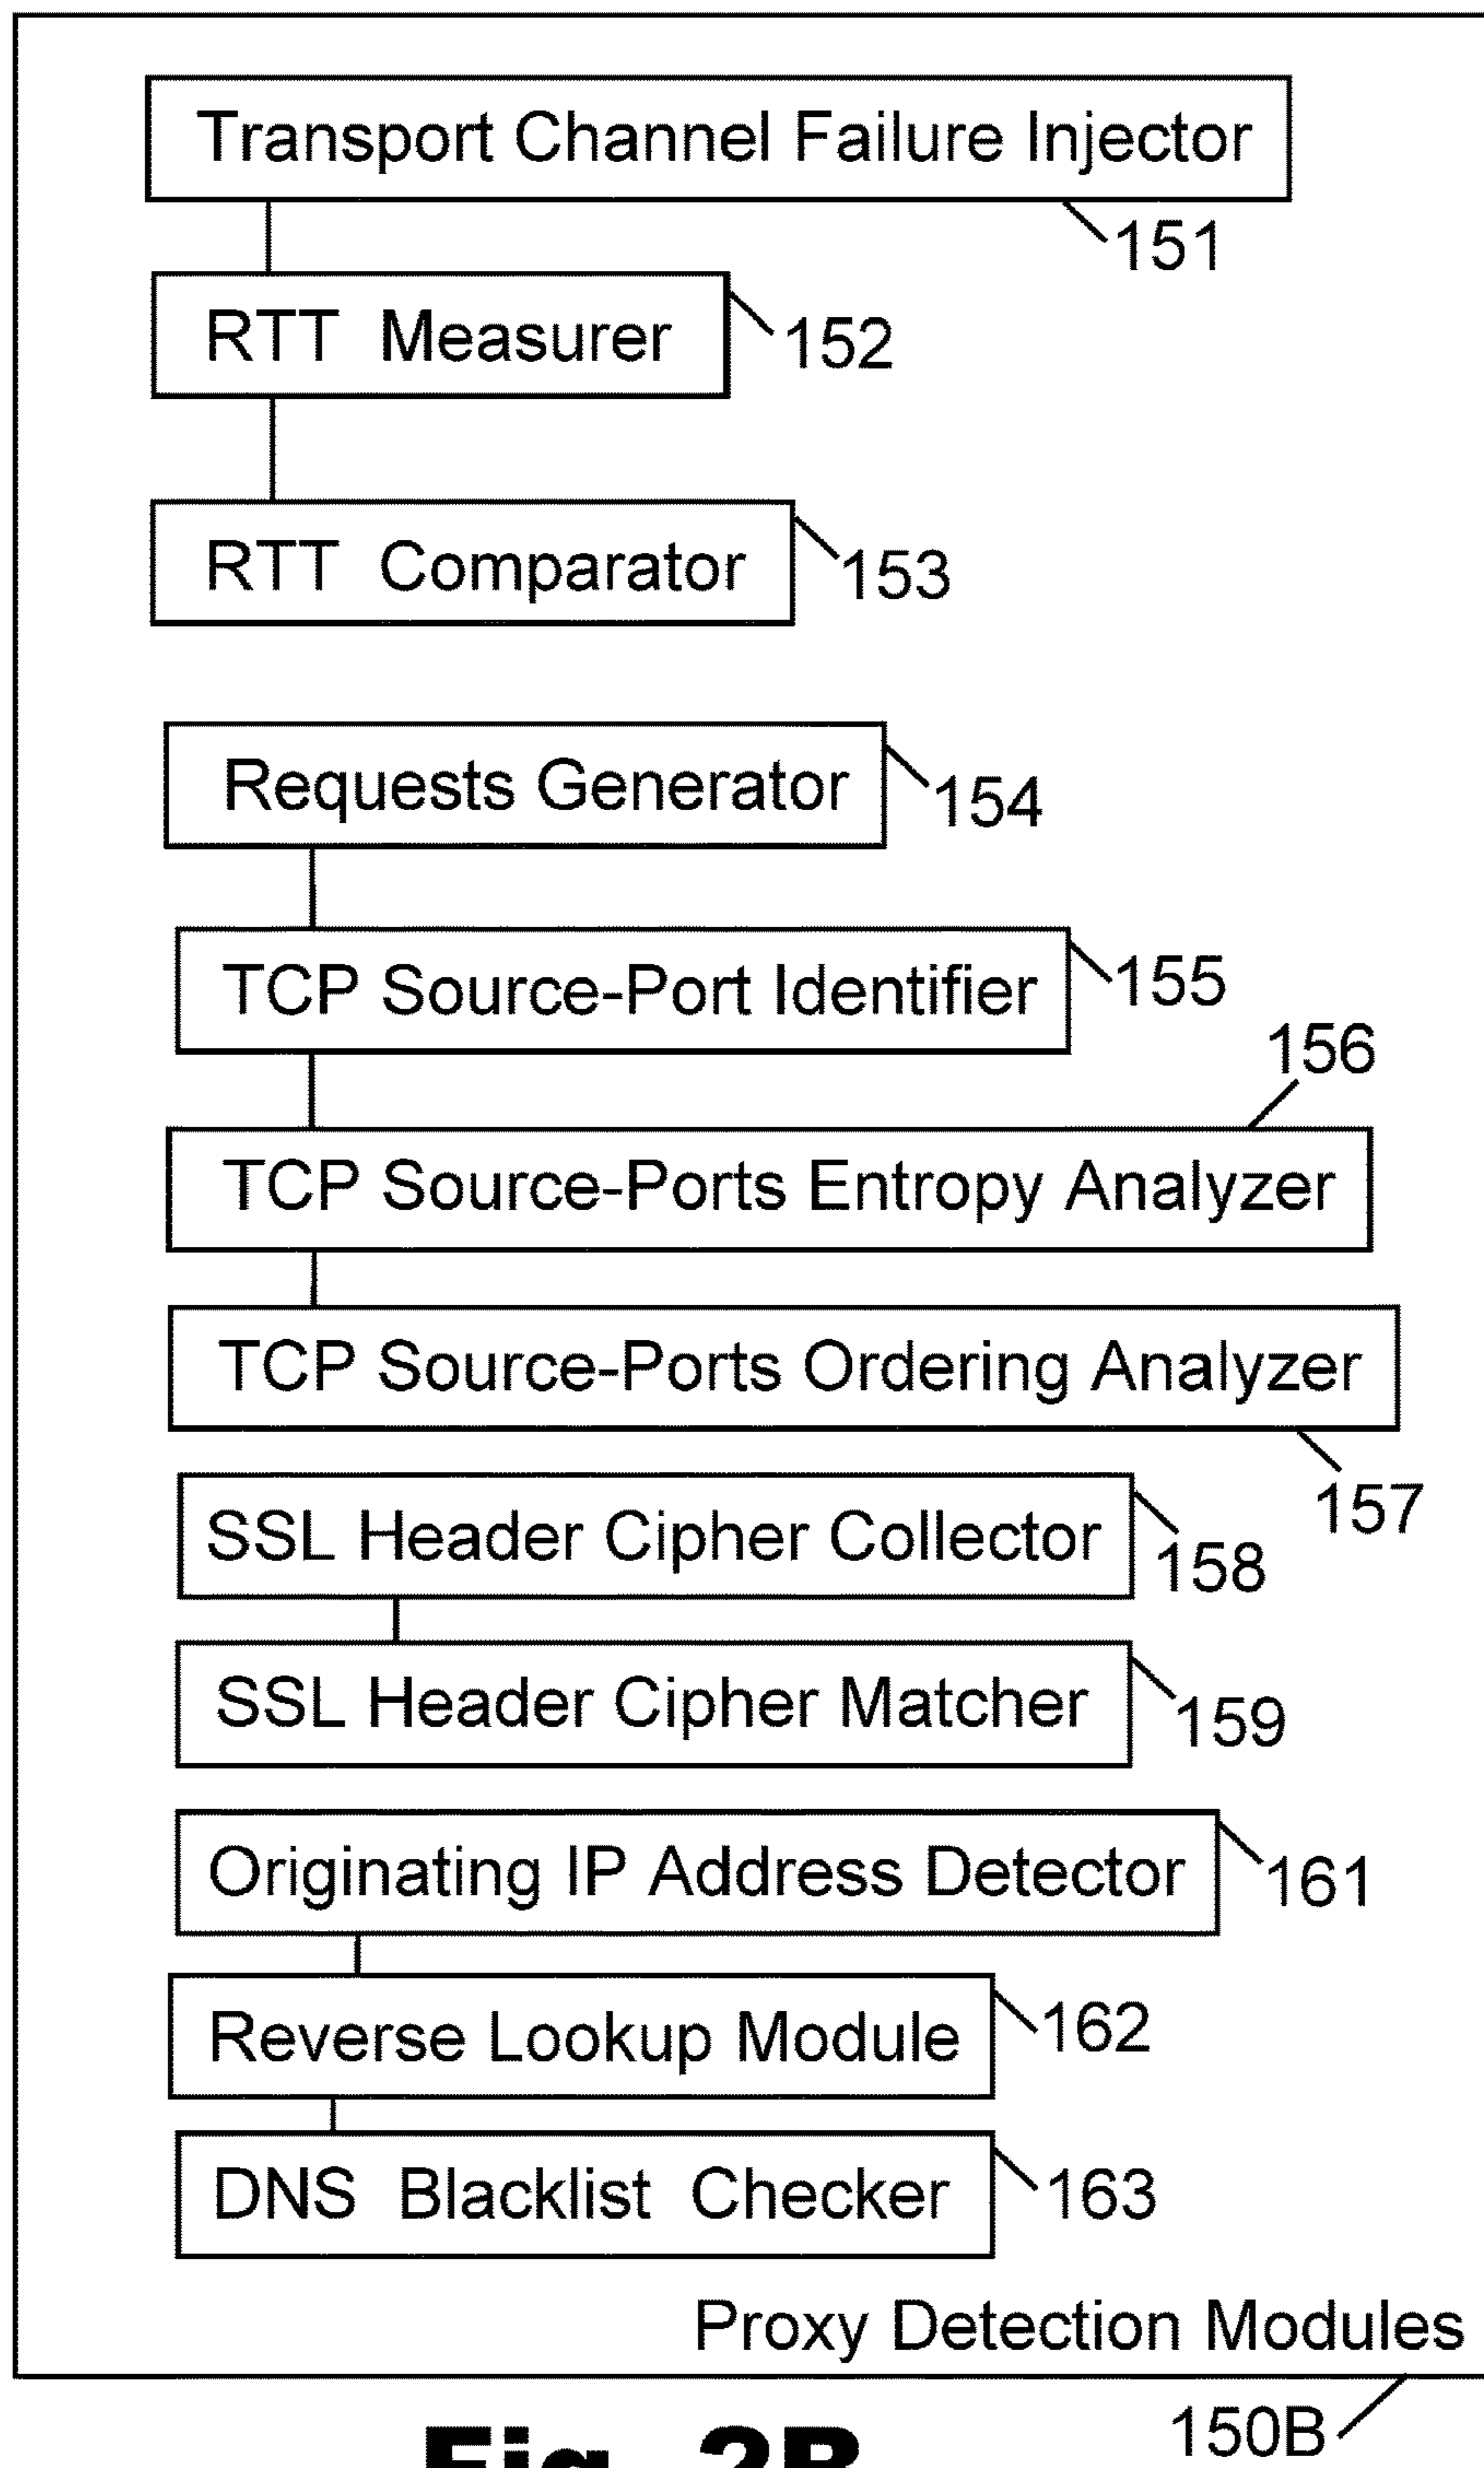 Transport Channel Failure Injector
151
RTT Measurer
152
RTT Comparator
153
Requests Generator
154
TCP Source-Port Identifier
155
156
TCP Source-Ports Entropy Analyzer
TCP Source-Ports Ordering Analyzer
157
SSL Header Cipher Collector
158
SSL Header Cipher Matcher
159
Originating IP Address Detector
161
Reverse Lookup Module
162
DNS Blacklist Checker
163
Proxy Detection Modules
150B
Fig. 2B